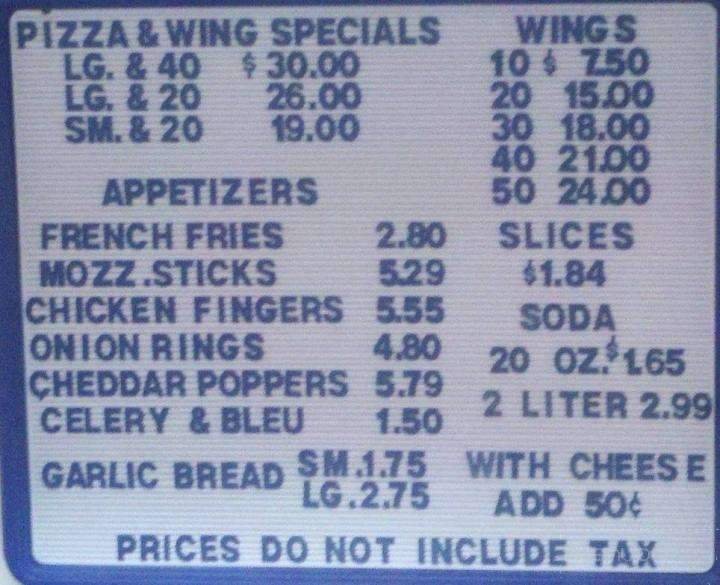 PIZZA & WING SPECIALS
LG. & 40 $ 30.00
LG. & 20 26.00
SM. & 20 19.00
WINGS
10 $ 7.50
20 15.00
30 18.00
40 21.00
50 24.00
APPETIZERS
FRENCH FRIES 2.80
MOZZ.STICKS 5.29
CHICKEN FINGERS 5.55
ONION RINGS 4.80
CHEDDAR POPPERS 5.79
CELERY & BLEU 1.50
SLICES
$1.84
SODA
20 OZ.$1.65
2 LITER 2.99
GARLIC BREAD SM.1.75
LG.2.75
WITH CHEESE
ADD 50¢
PRICES DO NOT INCLUDE TAX